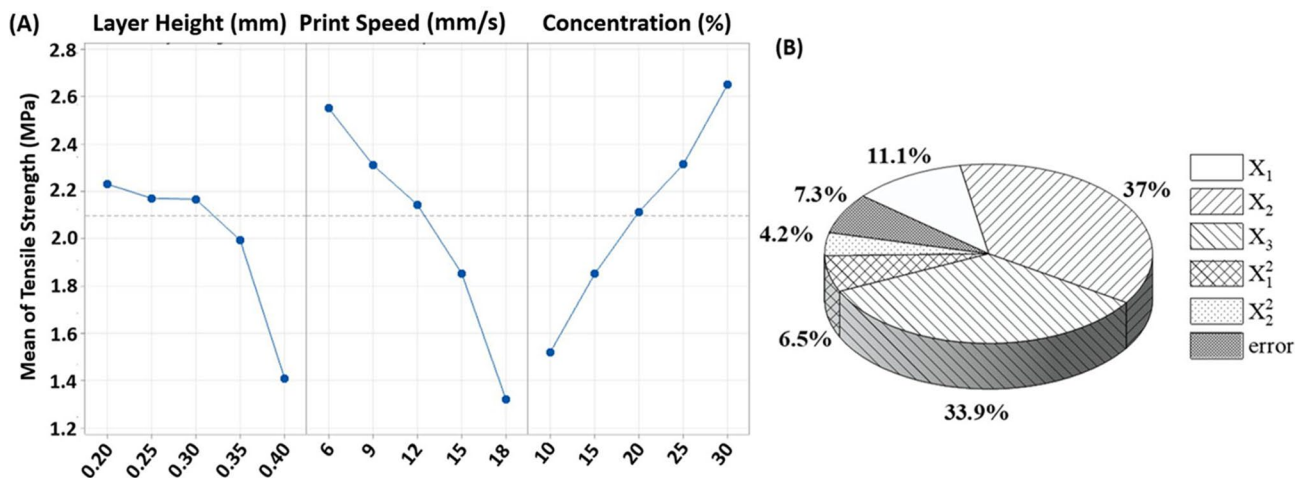 (A)
Layer Height (mm) Print Speed (mm/s) Concentration (%)
Mean of Tensile Strength (MPa)
2.8
2.6
2.4
2.2
2.0
1.8
1.6
1.4
1.2
0.20 0.25 0.30 0.35 0.40 6 9 12 15 18 10 15 20 25 30
(B)
11.1%
37%
7.3%
4.2%
6.5%
33.9%
X₁
X₂
X₃
X₁²
X₂²
error